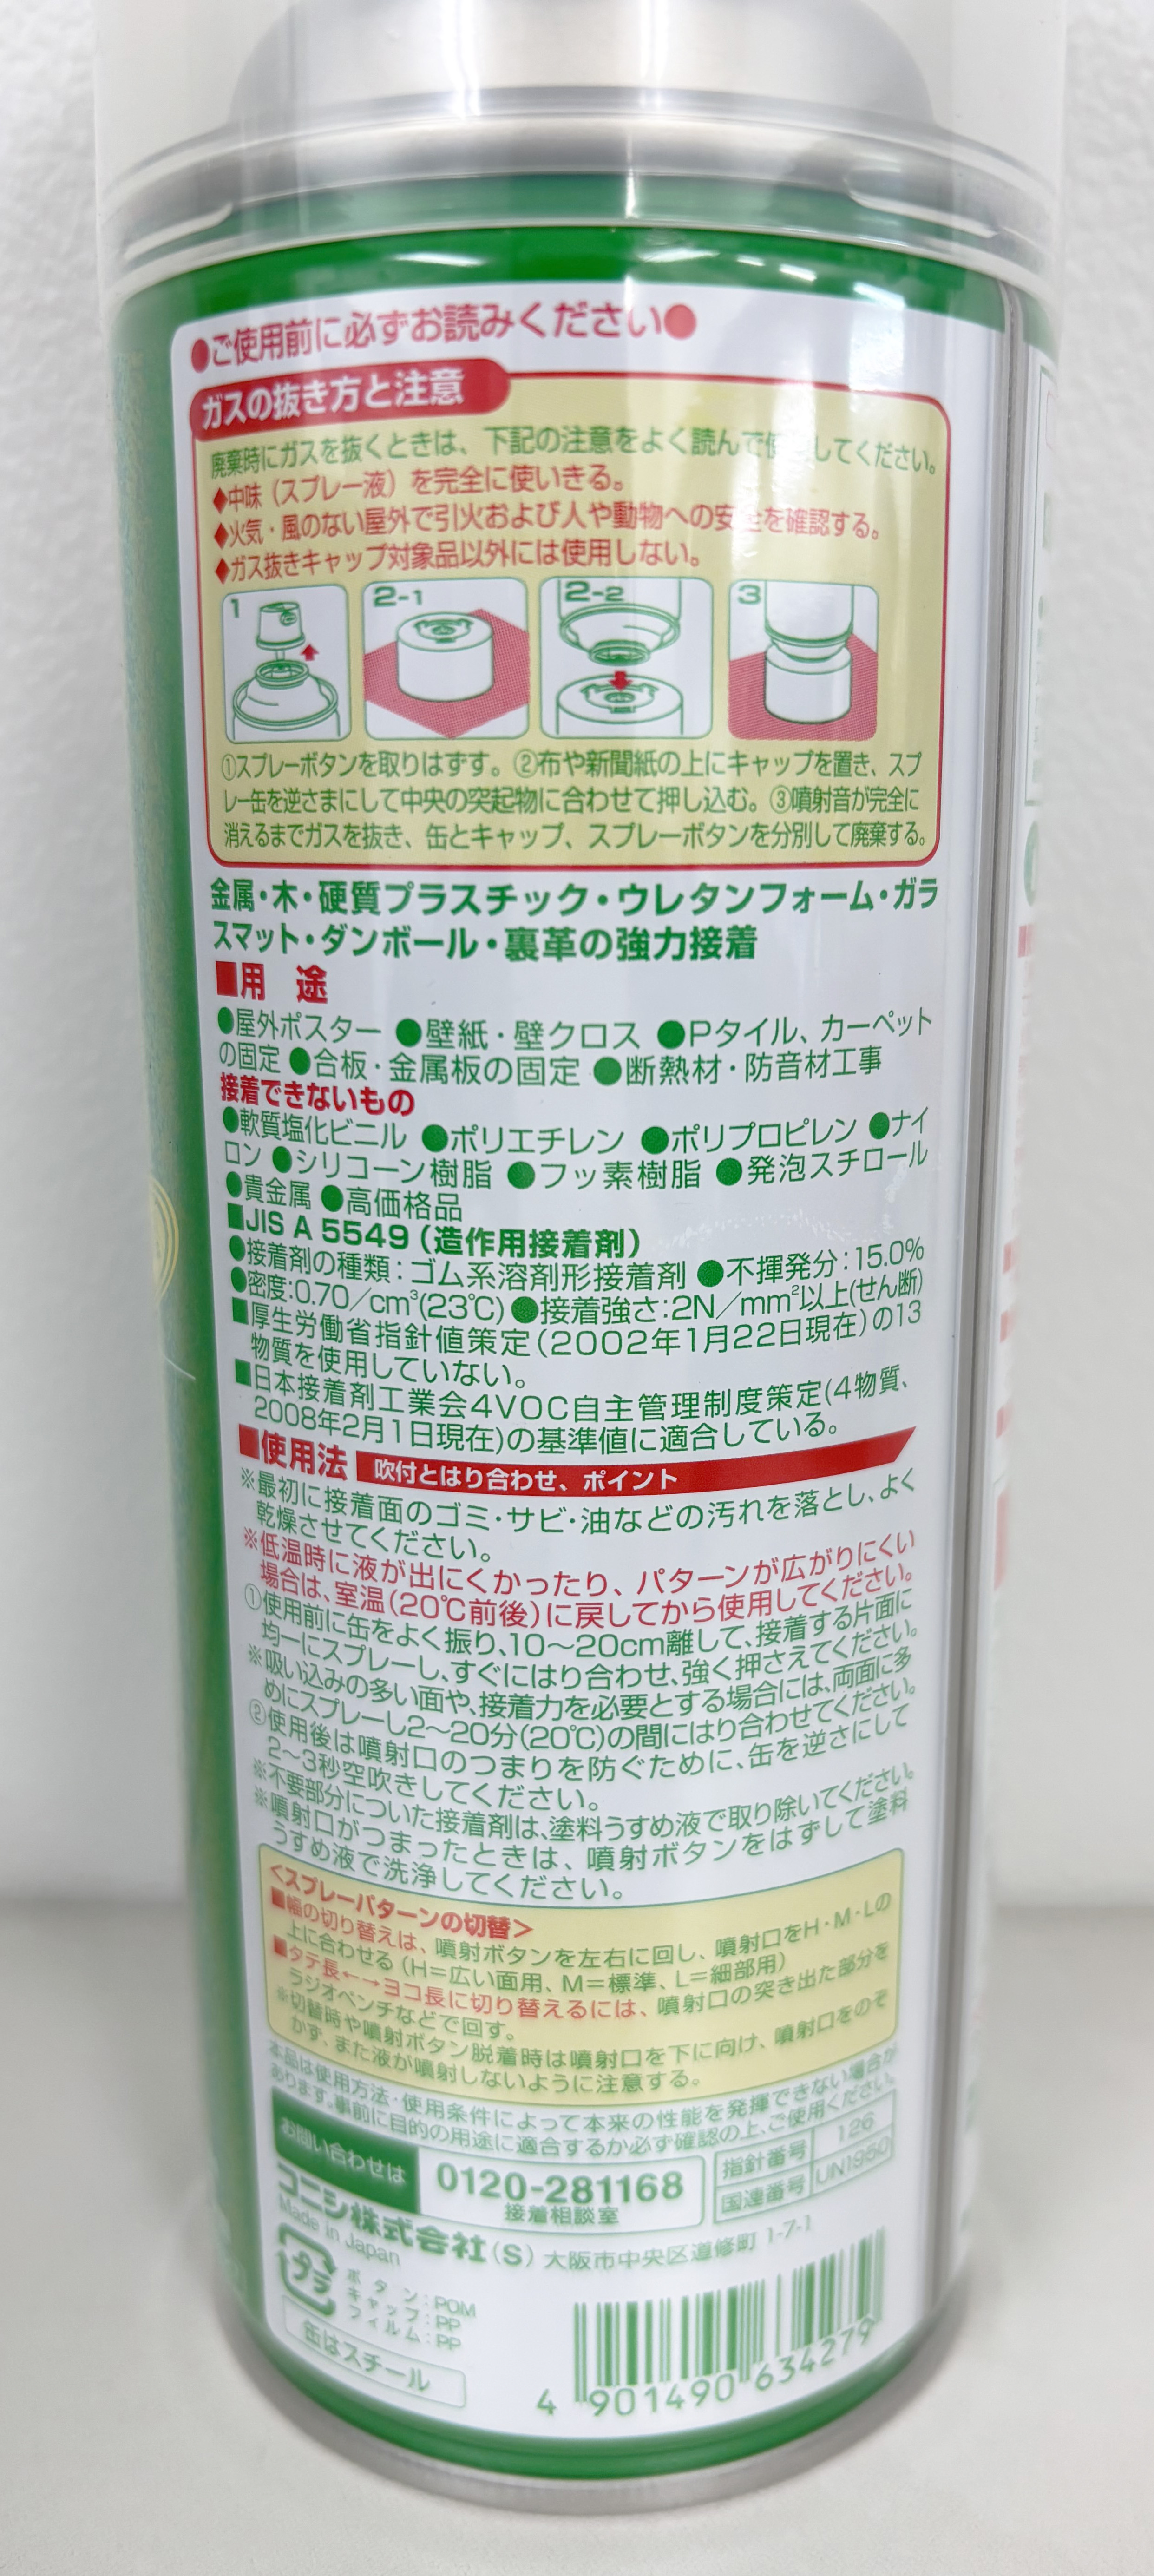 ●ご使用前に必ずお読みください●
ガスの抜き方と注意
廃棄時にガスを抜くときは、下記の注意をよく読んで使 してください。
◆中味（スプレー液）を完全に使いきる。
◆火気・風のない屋外で引火および人や動物への安全を確認する。
◆ガス抜きキャップ対象品以外には使用しない。
1 2-1 2-2 3
①スプレーボタンを取りはずす。②布や新聞紙の上にキャップを置き、スプ
レー缶を逆さまにして中央の突起物に合わせて押し込む。③噴射音が完全に
消えるまでガスを抜き、缶とキャップ、スプレーボタンを分別して廃棄する。
金属・木・硬質プラスチック・ウレタンフォーム・ガラ
スマット・ダンボール・裏革の強力接着
■用　途
●屋外ポスター ●壁紙・壁クロス ●Pタイル、カーペット
の固定 ●合板・金属板の固定 ●断熱材・防音材工事
接着できないもの
●軟質塩化ビニル ●ポリエチレン ●ポリプロピレン ●ナイ
ロン ●シリコーン樹脂 ●フッ素樹脂 ●発泡スチロール
●貴金属 ●高価格品
■JIS A 5549（造作用接着剤）
●接着剤の種類：ゴム系溶剤形接着剤 ●不揮発分：15.0%
●密度:0.70／cm³(23℃) ●接着強さ:2N／mm²以上(せん断)
■厚生労働省指針値策定（2002年1月22日現在）の13
物質を使用していない。
■日本接着剤工業会4VOC自主管理制度策定(4物質、
2008年2月1日現在)の基準値に適合している。
■使用法 吹付とはり合わせ、ポイント
※最初に接着面のゴミ・サビ・油などの汚れを落とし、よく
乾燥させてください。
※低温時に液が出にくかったり、パターンが広がりにくい
場合は、室温（20℃前後）に戻してから使用してください。
①使用前に缶をよく振り、10～20cm離して、接着する片面に
均一にスプレーし、すぐにはり合わせ、強く押さえてください。
※吸い込みの多い面や、接着力を必要とする場合には、両面に多
めにスプレーし2～20分(20℃)の間にはり合わせてください。
②使用後は噴射口のつまりを防ぐために、缶を逆さにして
2～3秒空吹きしてください。
※不要部分についた接着剤は、塗料うすめ液で取り除いてください。
※噴射口がつまったときは、噴射ボタンをはずして塗料
うすめ液で洗浄してください。
＜スプレーパターンの切替＞
■幅の切り替えは、噴射ボタンを左右に回し、噴射口をH・M・Lの
上に合わせる（H＝広い面用、M＝標準、L＝細部用）
■タテ長←→ヨコ長に切り替えるには、噴射口の突き出た部分を
ラジオペンチなどで回す。
※切替時や噴射ボタン脱着時は噴射口を下に向け、噴射口をのぞ
かず、また液が噴射しないように注意する。
本品は使用方法・使用条件によって本来の性能を発揮できない場合が
あります。事前に目的の用途に適合するか必ず確認の上、ご使用ください。
お問い合わせは 0120-281168
接着相談室
指針番号 126
国連番号 UN1950
コニシ株式会社（S）大阪市中央区道修町 1-7-1
Made in Japan
プラ
ボタン：POM
キャップ：PP
フィルム：PP
缶はスチール
4 901490 634279